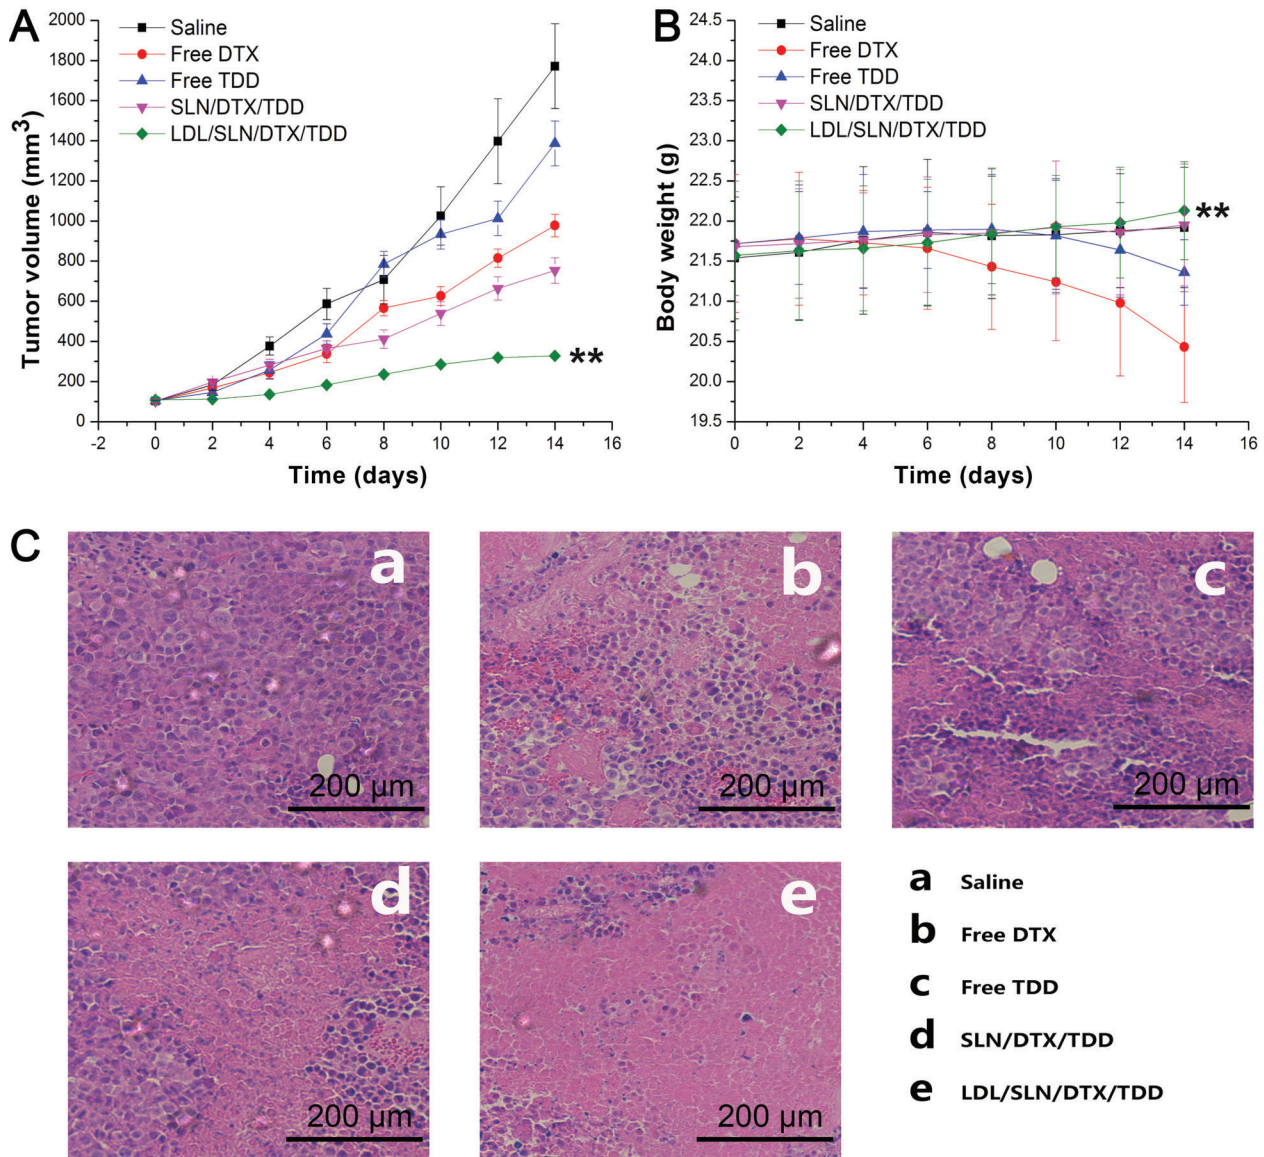 A
Tumor volume (mm³)
2000
1800
1600
1400
1200
1000
800
600
400
200
0
Saline
Free DTX
Free TDD
SLN/DTX/TDD
LDL/SLN/DTX/TDD
**
-2 0 2 4 6 8 10 12 14 16
Time (days)
B
Body weight (g)
24.5
24.0
23.5
23.0
22.5
22.0
21.5
21.0
20.5
20.0
19.5
Saline
Free DTX
Free TDD
SLN/DTX/TDD
LDL/SLN/DTX/TDD
**
0 2 4 6 8 10 12 14 16
Time (days)
C
a
200 µm
b
200 µm
c
200 µm
d
200 µm
e
200 µm
a Saline
b Free DTX
c Free TDD
d SLN/DTX/TDD
e LDL/SLN/DTX/TDD